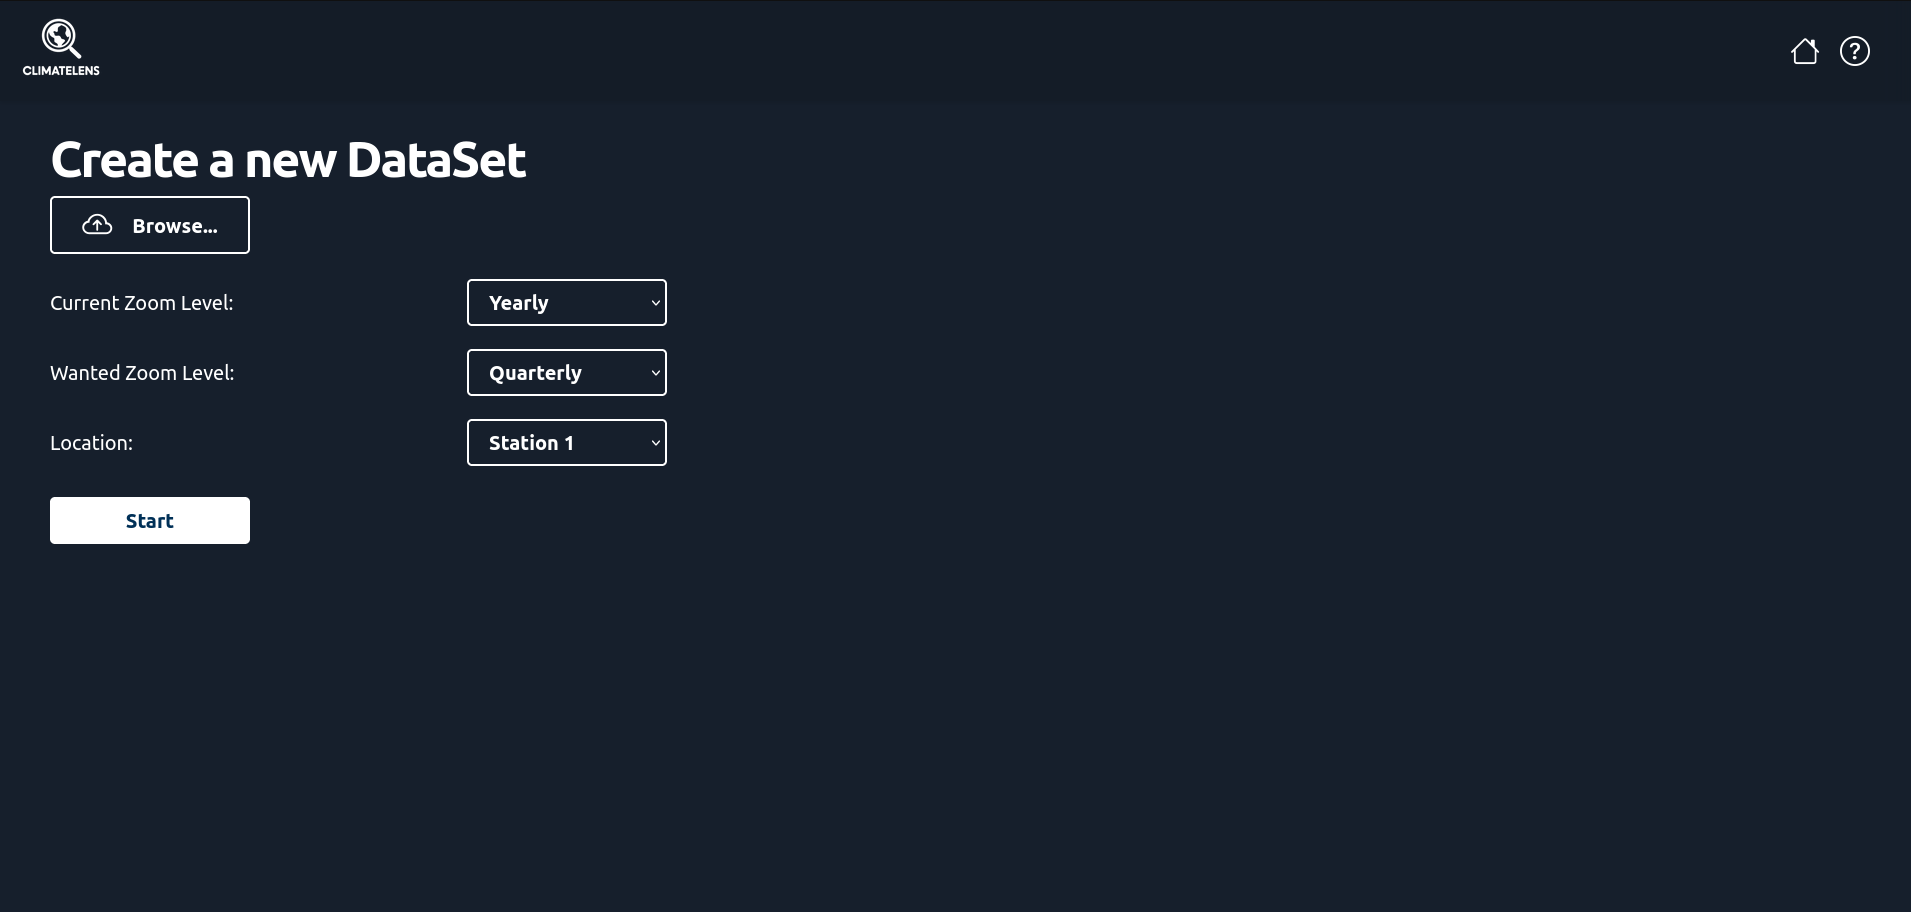 CLIMATELENS
?
Create a new DataSet
Browse...
Current Zoom Level:
Yearly
Wanted Zoom Level:
Quarterly
Location:
Station 1
Start